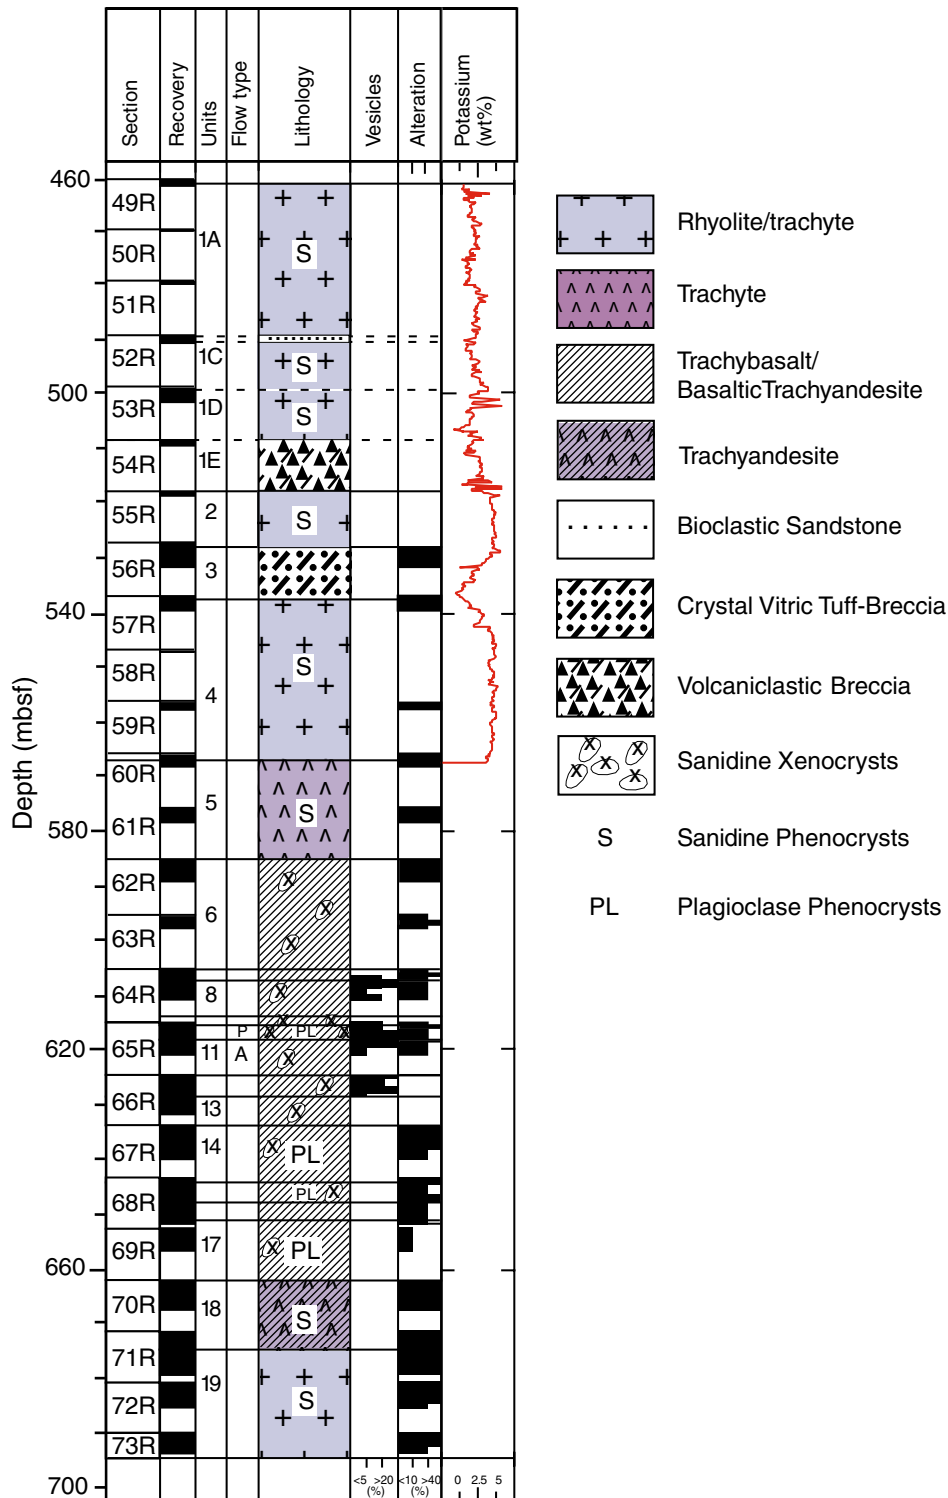 Section
Recovery
Units
Flow type
Lithology
Vesicles
Alteration
Potassium
(wt%)
Depth (mbsf)
460
500
540
580
620
660
700
49R
50R
51R
52R
53R
54R
55R
56R
57R
58R
59R
60R
61R
62R
63R
64R
65R
66R
67R
68R
69R
70R
71R
72R
73R
1A
1C
1D
1E
2
3
4
5
6
8
11
13
14
17
18
19
P
A
S
S
S
S
S
S
X
X
X
X
X
X
X
PL
X
X
X
X
X
PL
PL
X
X
PL
S
S
<5 >20
(%)
<10 >40
(%)
0 2.5 5
Rhyolite/trachyte
Trachyte
Trachybasalt/
BasalticTrachyandesite
Trachyandesite
Bioclastic Sandstone
Crystal Vitric Tuff-Breccia
Volcaniclastic Breccia
X X X X X
Sanidine Xenocrysts
S Sanidine Phenocrysts
PL Plagioclase Phenocrysts